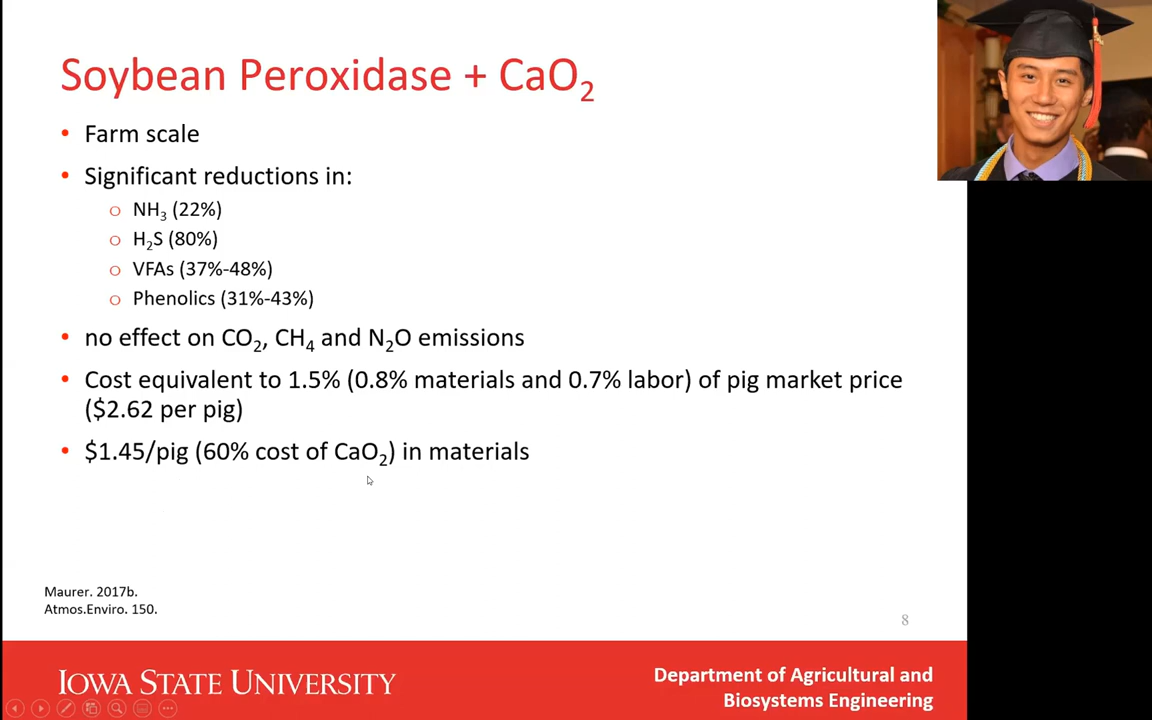 Soybean Peroxidase + CaO₂
• Farm scale
• Significant reductions in:
o NH₃ (22%)
o H₂S (80%)
o VFAs (37%-48%)
o Phenolics (31%-43%)
• no effect on CO₂, CH₄ and N₂O emissions
• Cost equivalent to 1.5% (0.8% materials and 0.7% labor) of pig market price
($2.62 per pig)
• $1.45/pig (60% cost of CaO₂) in materials
Maurer. 2017b.
Atmos.Enviro. 150.
8
IOWA STATE UNIVERSITY
Department of Agricultural and
Biosystems Engineering